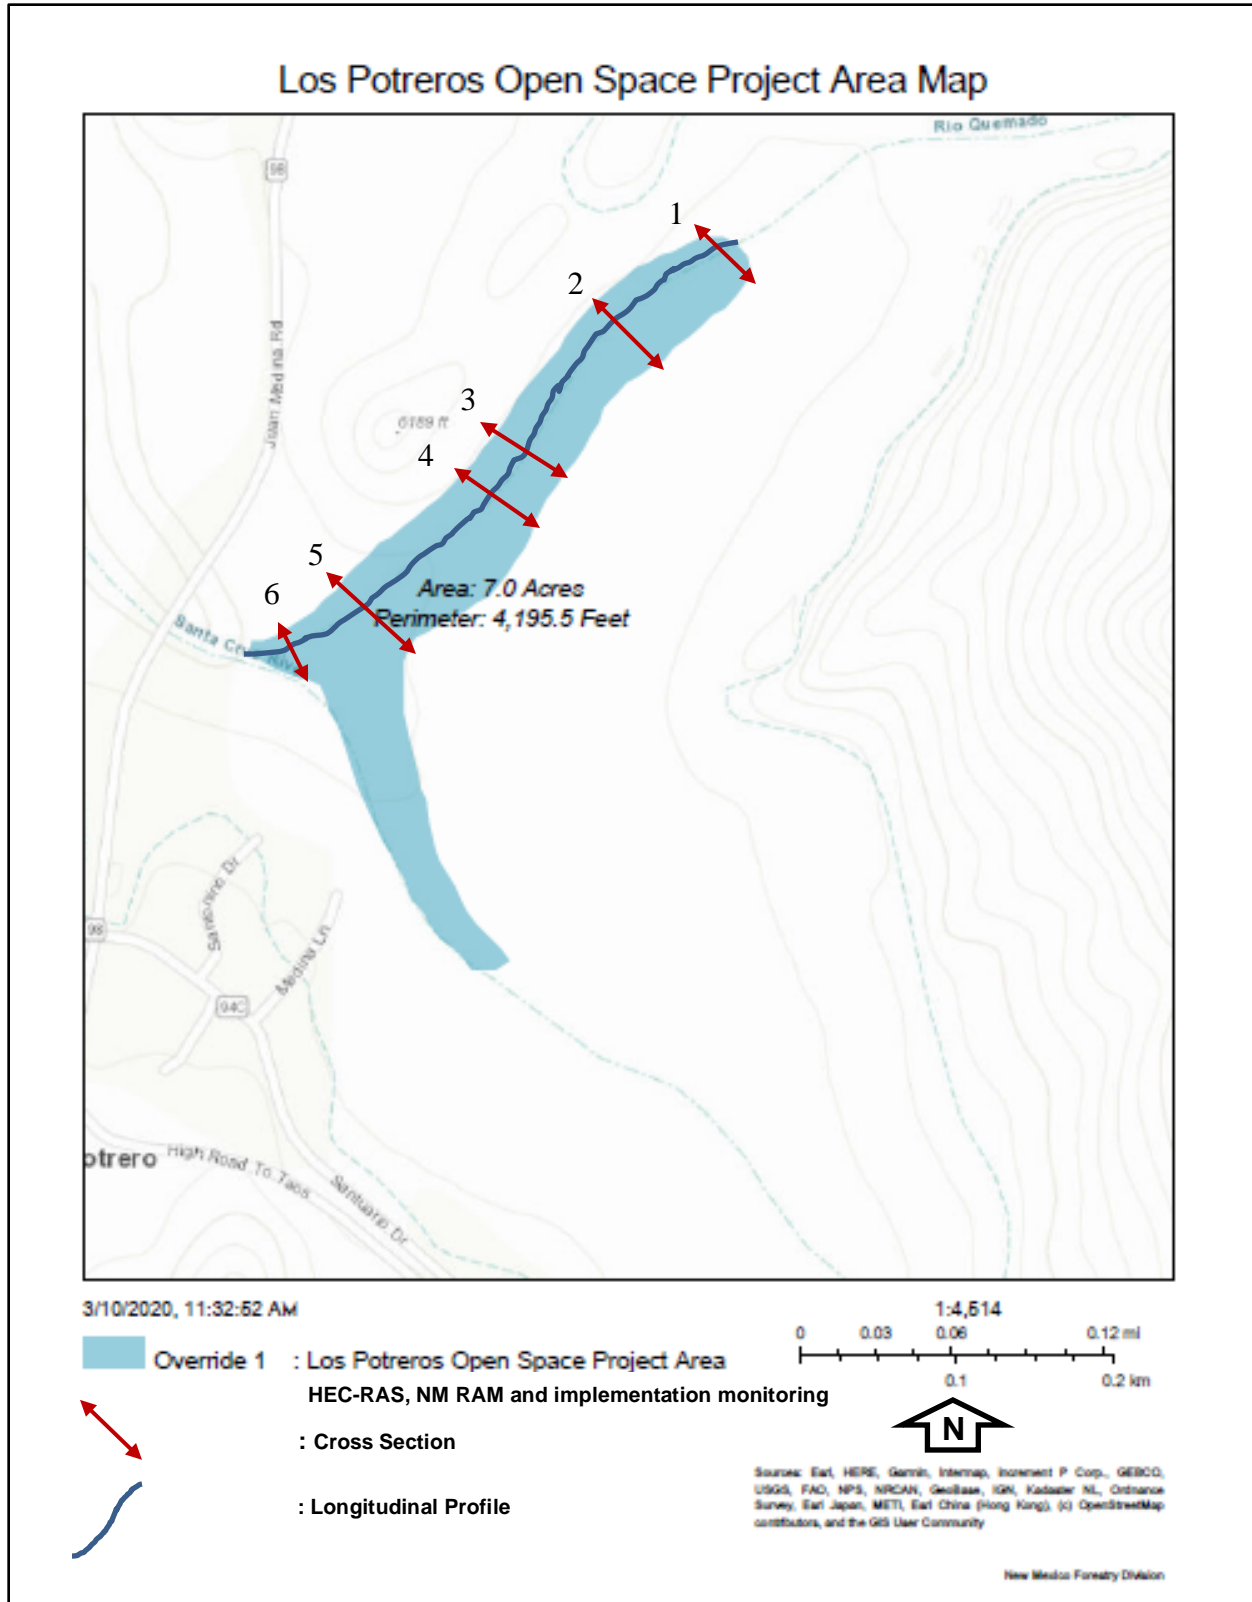 Los Potreros Open Space Project Area Map
Rio Quemado
98
1
2
Juan Medina Rd
3
6189 ft
4
5
Area: 7.0 Acres
Perimeter: 4,195.5 Feet
6
Santa Cruz Riv
Santuario Dr
Medina Ln
98
94C
otrero
High Road To Taos
Santuario Dr
3/10/2020, 11:32:52 AM
1:4,514
0 0.03 0.06 0.12 mi
0.1 0.2 km
Override 1 : Los Potreros Open Space Project Area
HEC-RAS, NM RAM and implementation monitoring
: Cross Section
: Longitudinal Profile
N
Sources: Esri, HERE, Garmin, Intermap, increment P Corp., GEBCO,
USGS, FAO, NPS, NRCAN, GeoBase, IGN, Kadaster NL, Ordnance
Survey, Esri Japan, METI, Esri China (Hong Kong), (c) OpenStreetMap
contributors, and the GIS User Community
New Mexico Forestry Division